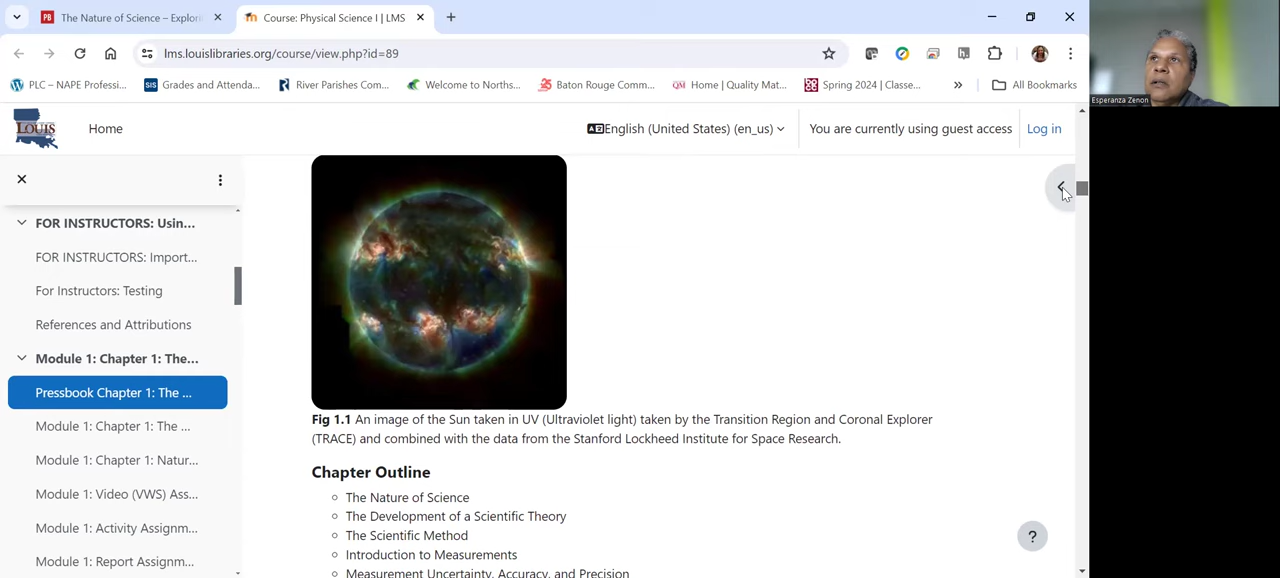 PB The Nature of Science – Explori
Course: Physical Science I | LMS
lms.louislibraries.org/course/view.php?id=89
PLC – NAPE Professi...
SIS Grades and Attenda...
River Parishes Com...
Welcome to Norths...
Baton Rouge Comm...
QM Home | Quality Mat...
Spring 2024 | Classe...
All Bookmarks
Esperanza Zenon
LOUIS
Home
English (United States) (en_us)
You are currently using guest access
Log in
FOR INSTRUCTORS: Usin...
FOR INSTRUCTORS: Import...
For Instructors: Testing
References and Attributions
Module 1: Chapter 1: The...
Pressbook Chapter 1: The ...
Module 1: Chapter 1: The ...
Module 1: Chapter 1: Natur...
Module 1: Video (VWS) Ass...
Module 1: Activity Assignm...
Module 1: Report Assignm...
Fig 1.1 An image of the Sun taken in UV (Ultraviolet light) taken by the Transition Region and Coronal Explorer
(TRACE) and combined with the data from the Stanford Lockheed Institute for Space Research.
Chapter Outline
The Nature of Science
The Development of a Scientific Theory
The Scientific Method
Introduction to Measurements
Measurement Uncertainty, Accuracy, and Precision
?